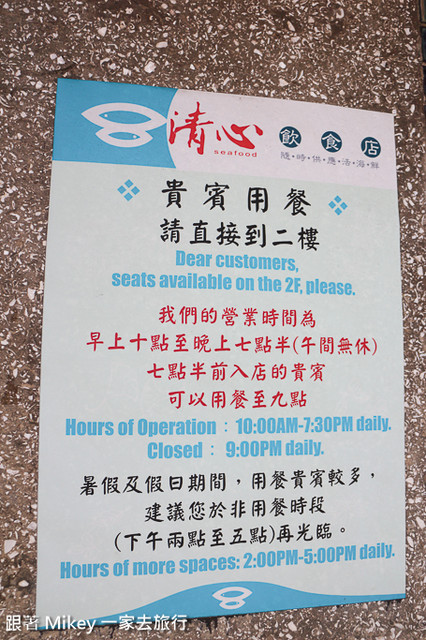 清心 飲食店
seafood
隨•時•供•應•活•海•鮮
貴賓用餐
請直接到二樓
Dear customers,
seats available on the 2F, please.
我們的營業時間為
早上十點至晚上七點半(午間無休)
七點半前入店的貴賓
可以用餐至九點
Hours of Operation : 10:00AM-7:30PM daily.
Closed : 9:00PM daily.
暑假及假日期間，用餐貴賓較多，
建議您於非用餐時段
(下午兩點至五點)再光臨。
Hours of more spaces: 2:00PM-5:00PM daily.
跟著 Mikey 一家去旅行